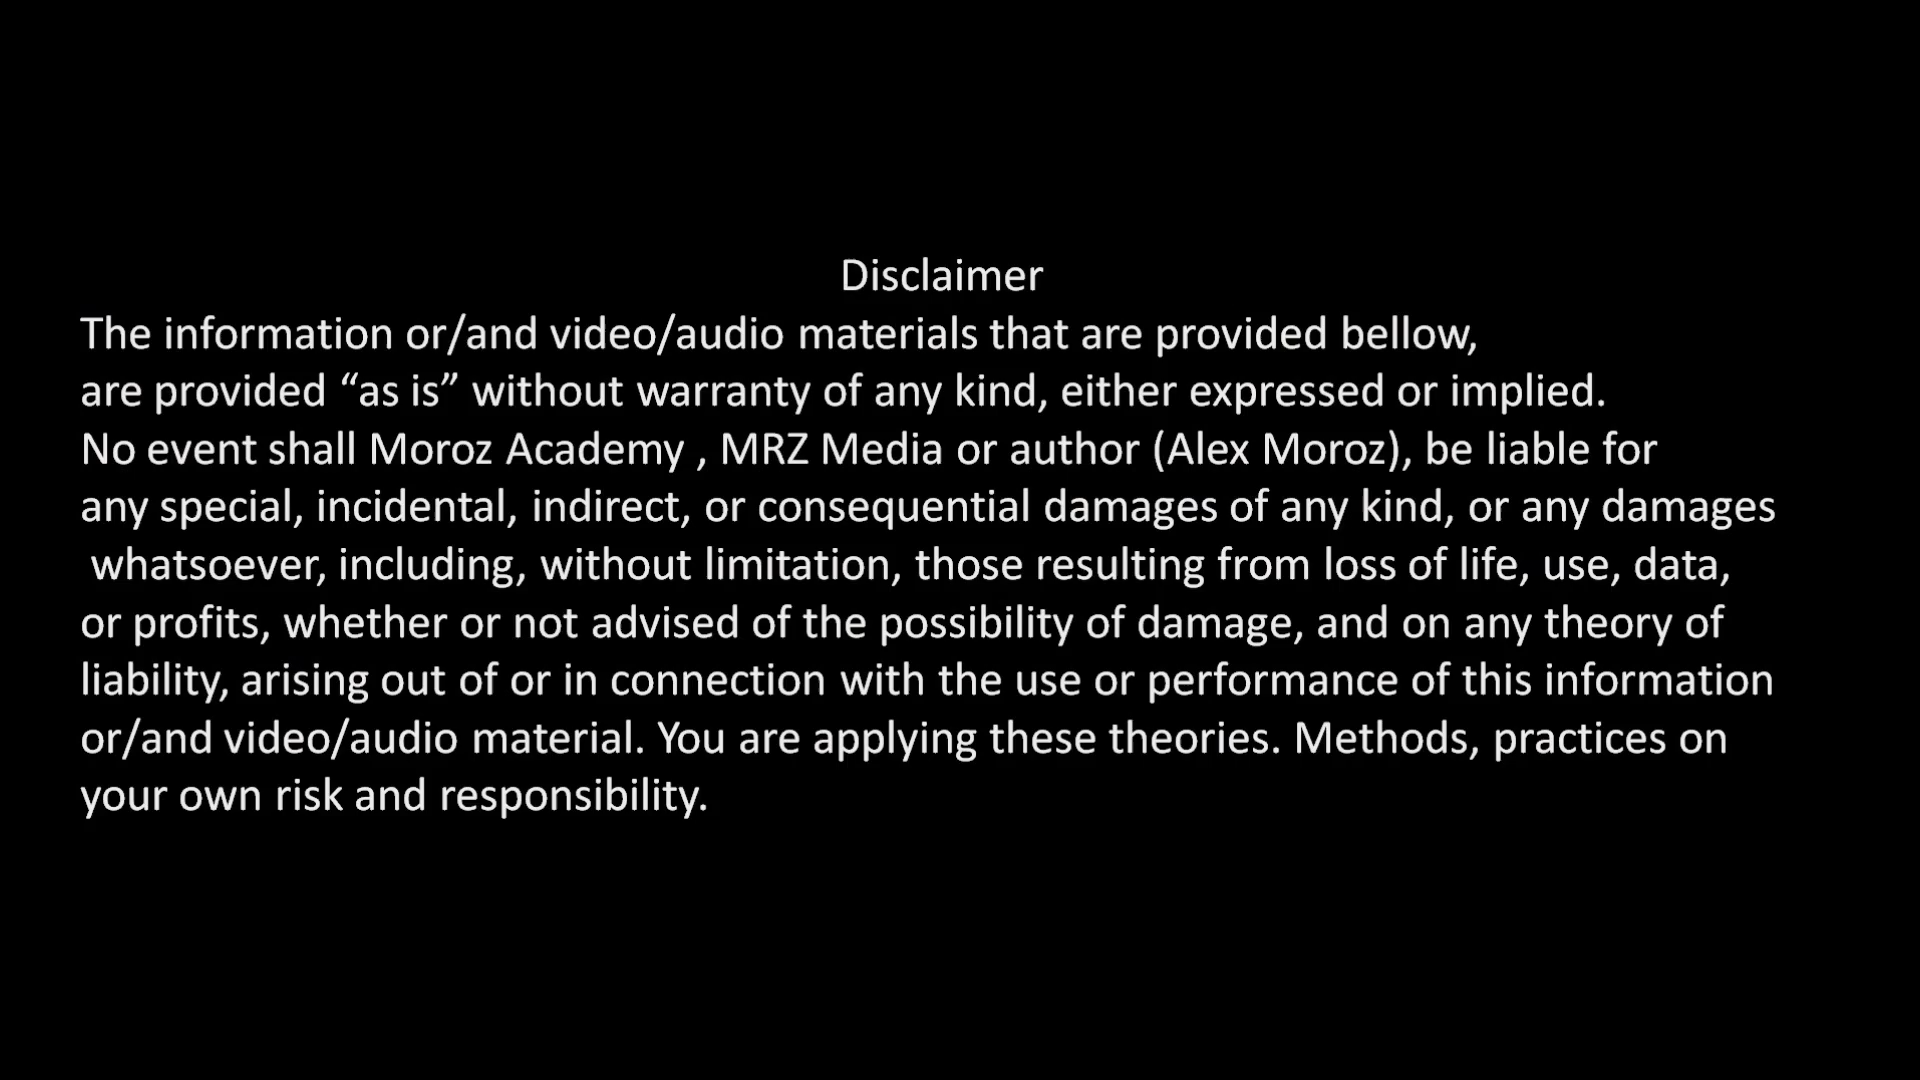 Disclaimer
The information or/and video/audio materials that are provided bellow,
are provided “as is” without warranty of any kind, either expressed or implied.
No event shall Moroz Academy , MRZ Media or author (Alex Moroz), be liable for
any special, incidental, indirect, or consequential damages of any kind, or any damages
whatsoever, including, without limitation, those resulting from loss of life, use, data,
or profits, whether or not advised of the possibility of damage, and on any theory of
liability, arising out of or in connection with the use or performance of this information
or/and video/audio material. You are applying these theories. Methods, practices on
your own risk and responsibility.